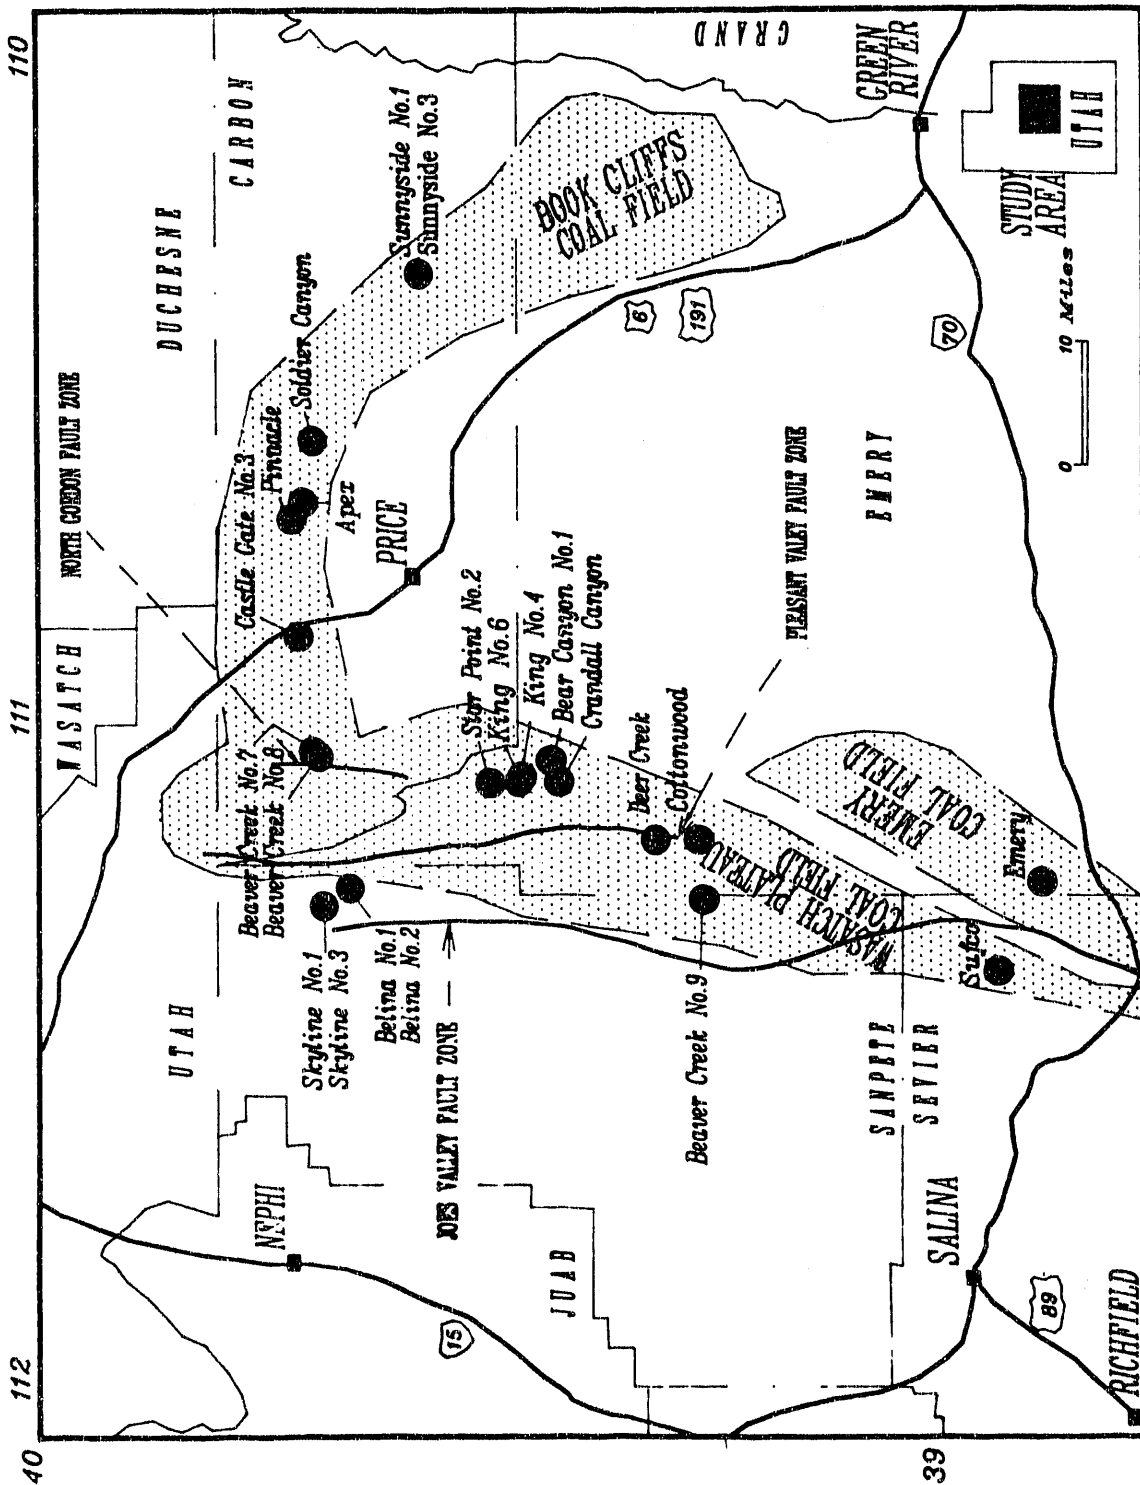 112
111
110
40
39
WASATCH
DUCHESNE
CARBON
UTAH
GRAND
NORTH GORDON FAULT ZONE
NEPHI
Castle Gate No.3
Pinnacle
Apex
Soldier Canyon
Sunnyside No.1
Sunnyside No.3
Beaver Creek No.7
Beaver Creek No.8
PRICE
Skyline No.1
Skyline No.3
Belina No.1
Belina No.2
JOES VALLEY FAULT ZONE
Star Point No.2
King No.6
King No.4
Bear Canyon No.1
Crandall Canyon
BOOK CLIFFS
COAL FIELD
15
6
191
JUAB
Deer Creek
Cottonwood
Beaver Creek No.9
PLEASANT VALEY FAULT ZONE
WASATCH PLATEAU
COAL FIELD
EMERY
COAL FIELD
EMERY
GREEN
RIVER
SANPETE
SEVIER
SALINA
70
Sufco
Emery
89
RICHFIELD
0
10 Miles
STUDY
AREA
UTAH